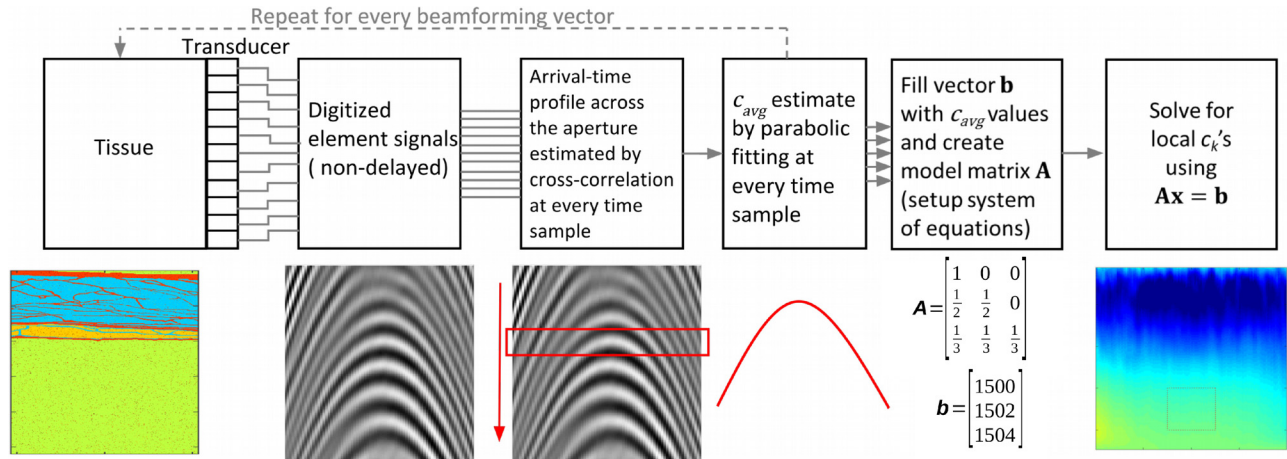 Repeat for every beamforming vector
Transducer
Tissue
Digitized
element signals
( non-delayed)
Arrival-time
profile across
the aperture
estimated by
cross-correlation
at every time
sample
c_avg estimate
by parabolic
fitting at
every time
sample
Fill vector b
with c_avg values
and create
model matrix A
(setup system
of equations)
Solve for
local c_k's
using
Ax = b
A = [1 0 0
1/2 1/2 0
1/3 1/3 1/3]
b = [1500
1502
1504]